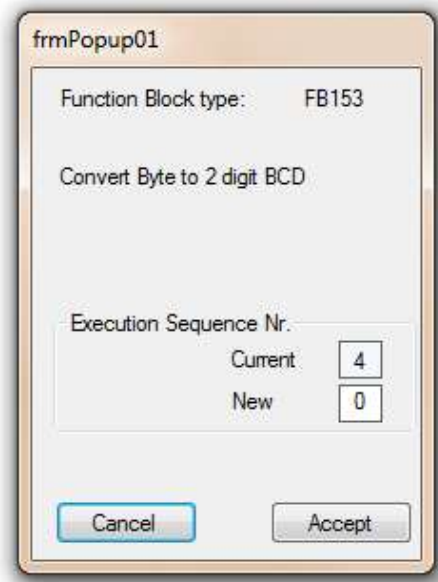 frmPopup01
Function Block type: FB153
Convert Byte to 2 digit BCD
Execution Sequence Nr.
Current 4
New 0
Cancel Accept